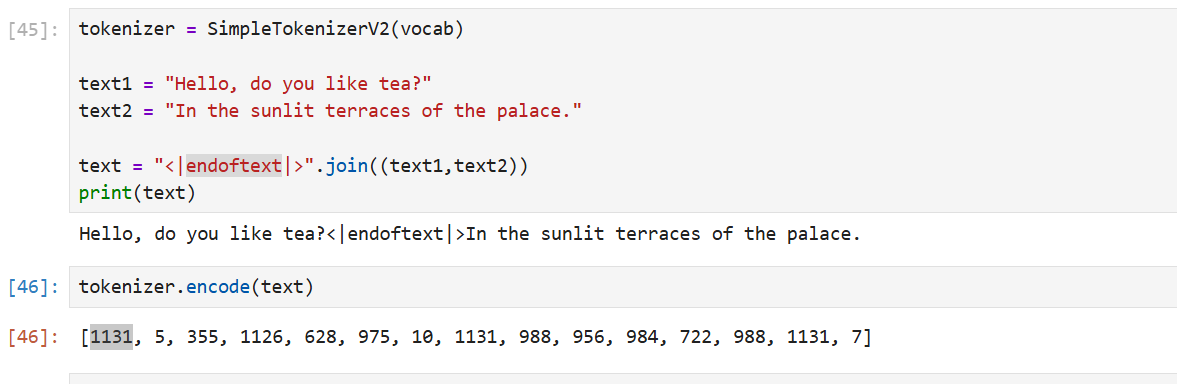 [45]: tokenizer = SimpleTokenizerV2(vocab)
text1 = "Hello, do you like tea?"
text2 = "In the sunlit terraces of the palace."
text = "<|endoftext|>".join((text1,text2))
print(text)
Hello, do you like tea?<|endoftext|>In the sunlit terraces of the palace.
[46]: tokenizer.encode(text)
[46]: [1131, 5, 355, 1126, 628, 975, 10, 1131, 988, 956, 984, 722, 988, 1131, 7]